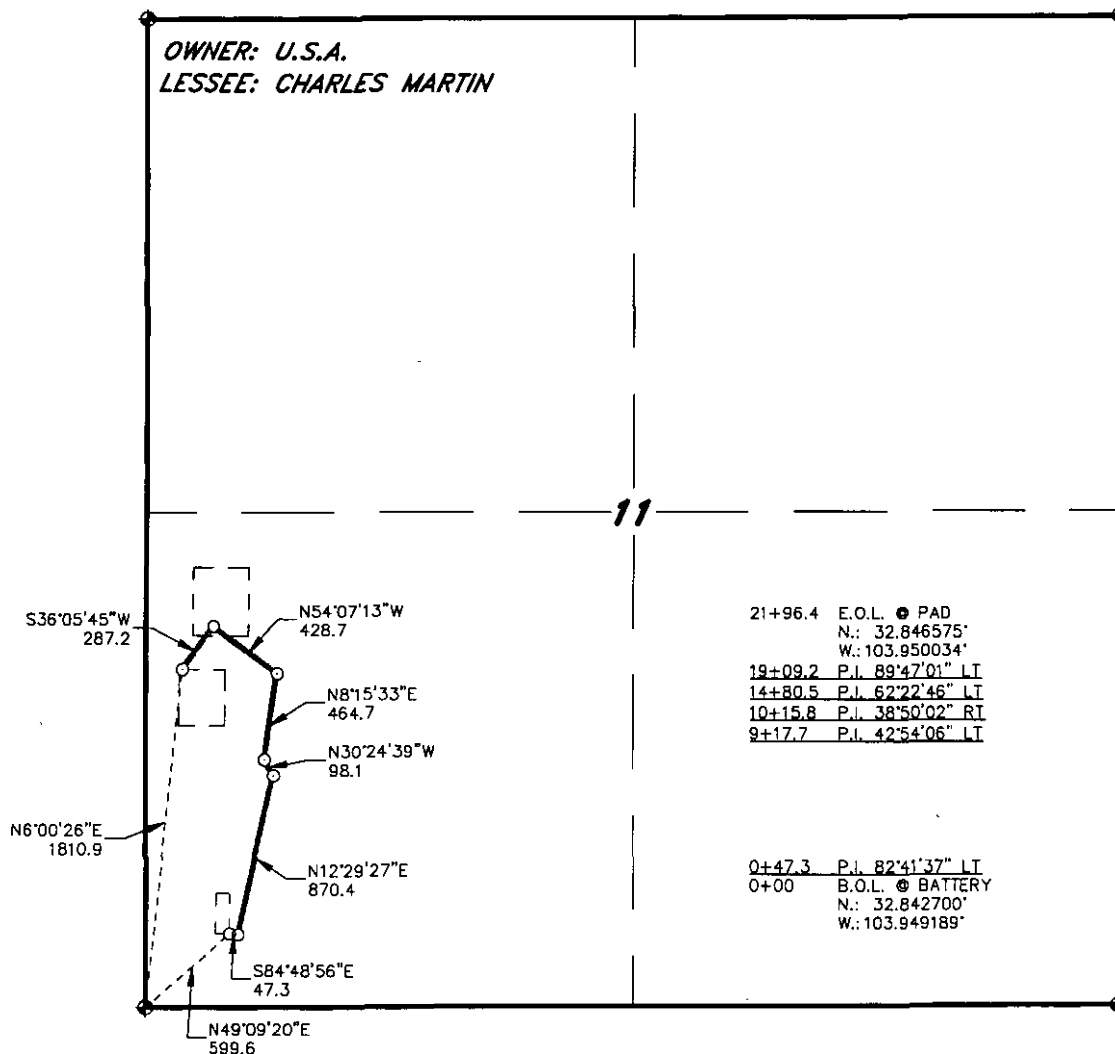 OWNER: U.S.A.
LESSEE: CHARLES MARTIN
11
S36°05'45"W
287.2
N54°07'13"W
428.7
N8°15'33"E
464.7
N30°24'39"W
98.1
N6°00'26"E
1810.9
N12°29'27"E
870.4
S84°48'56"E
47.3
N49°09'20"E
599.6
21+96.4 E.O.L. @ PAD
N.: 32.846575°
W.: 103.950034°
19+09.2 P.I. 89°47'01" LT
14+80.5 P.I. 62°22'46" LT
10+15.8 P.I. 38°50'02" RT
9+17.7 P.I. 42°54'06" LT
0+47.3 P.I. 82°41'37" LT
0+00 B.O.L. @ BATTERY
N.: 32.842700°
W.: 103.949189°